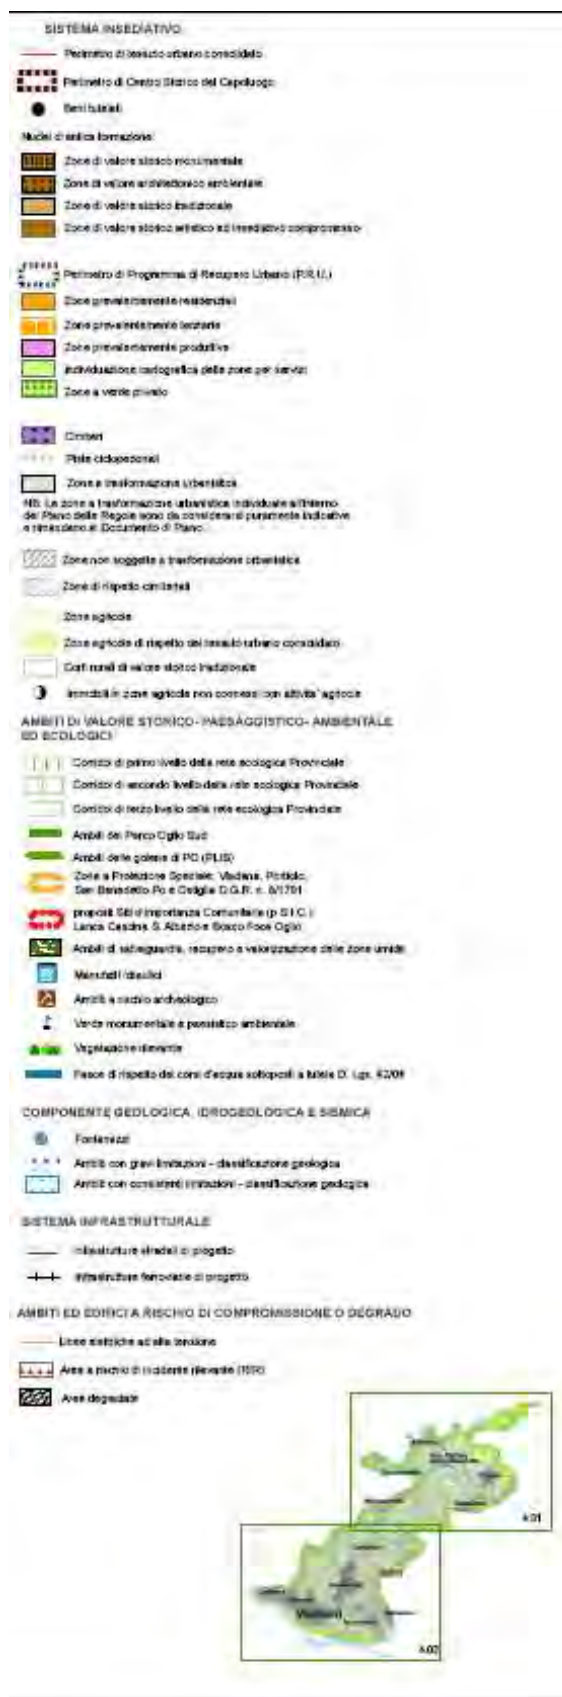 SISTEMA INSEDIATIVO
Perimetro di tessuto urbano consolidato
Perimetro di Centro Storico del Capoluogo
Beni tutelati
Nuclei di antica formazione:
Zone di valore storico monumentale
Zone di valore architettonico ambientale
Zone di valore storico tradizionale
Zone di valore storico artistico ed insediativo compromesso
Perimetro di Programma di Recupero Urbano (P.R.U.)
Zone prevalentemente residenziali
Zone prevalentemente terziarie
Zone prevalentemente produttive
Individuazione cartografica delle zone per servizi
Zone a verde privato
Cimiteri
Piste ciclopedonali
Zone a trasformazione urbanistica
NB: Le zone a trasformazione urbanistica individuate all'interno
del Piano delle Regole sono da considerarsi puramente indicative
e rimandano al Documento di Piano
Zone non soggette a trasformazione urbanistica
Zone di rispetto cimiteriali
Zone agricole
Zone agricole di rispetto del tessuto urbano consolidato
Corti rurali di valore storico tradizionale
Immobili in zone agricole non connessi con attivita' agricole
AMBITI DI VALORE STORICO- PAESAGGISTICO- AMBIENTALE
ED ECOLOGICI
Corridoi di primo livello della rete ecologica Provinciale
Corridoi di secondo livello della rete ecologica Provinciale
Corridoi di terzo livello della rete ecologica Provinciale
Ambiti del Parco Oglio Sud
Ambiti delle golene di PO (PLIS)
Zone a Protezione Speciale, Viadana, Portiolo,
San Benedetto Po e Ostiglia D.G.R. n. 8/1791
proposti Siti d'Importanza Comunitaria (p.S.I.C.)
Lanca Cascina S. Alberto e Bosco Foce Oglio
Ambiti di salvaguardia, recupero e valorizzazione delle zone umide
Manufatti idraulici
Ambiti a rischio archeologico
Verde monumentale e paesistico ambientale
Vegetazione rilevante
Fasce di rispetto dei corsi d'acqua sottoposti a tutela D. Lgs. 42/04
COMPONENTE GEOLOGICA, IDROGEOLOGICA E SISMICA
Fontanazzi
Ambiti con gravi limitazioni - classificazione geologica
Ambiti con consistenti limitazioni - classificazione geologica
SISTEMA INFRASTRUTTURALE
Infrastrutture stradali di progetto
Infrastrutture ferroviarie di progetto
AMBITI ED EDIFICI A RISCHIO DI COMPROMISSIONE O DEGRADO
Linee elettriche ad alta tensione
Aree a rischio di incidente rilevante (RIR)
Aree degradate
Viadana